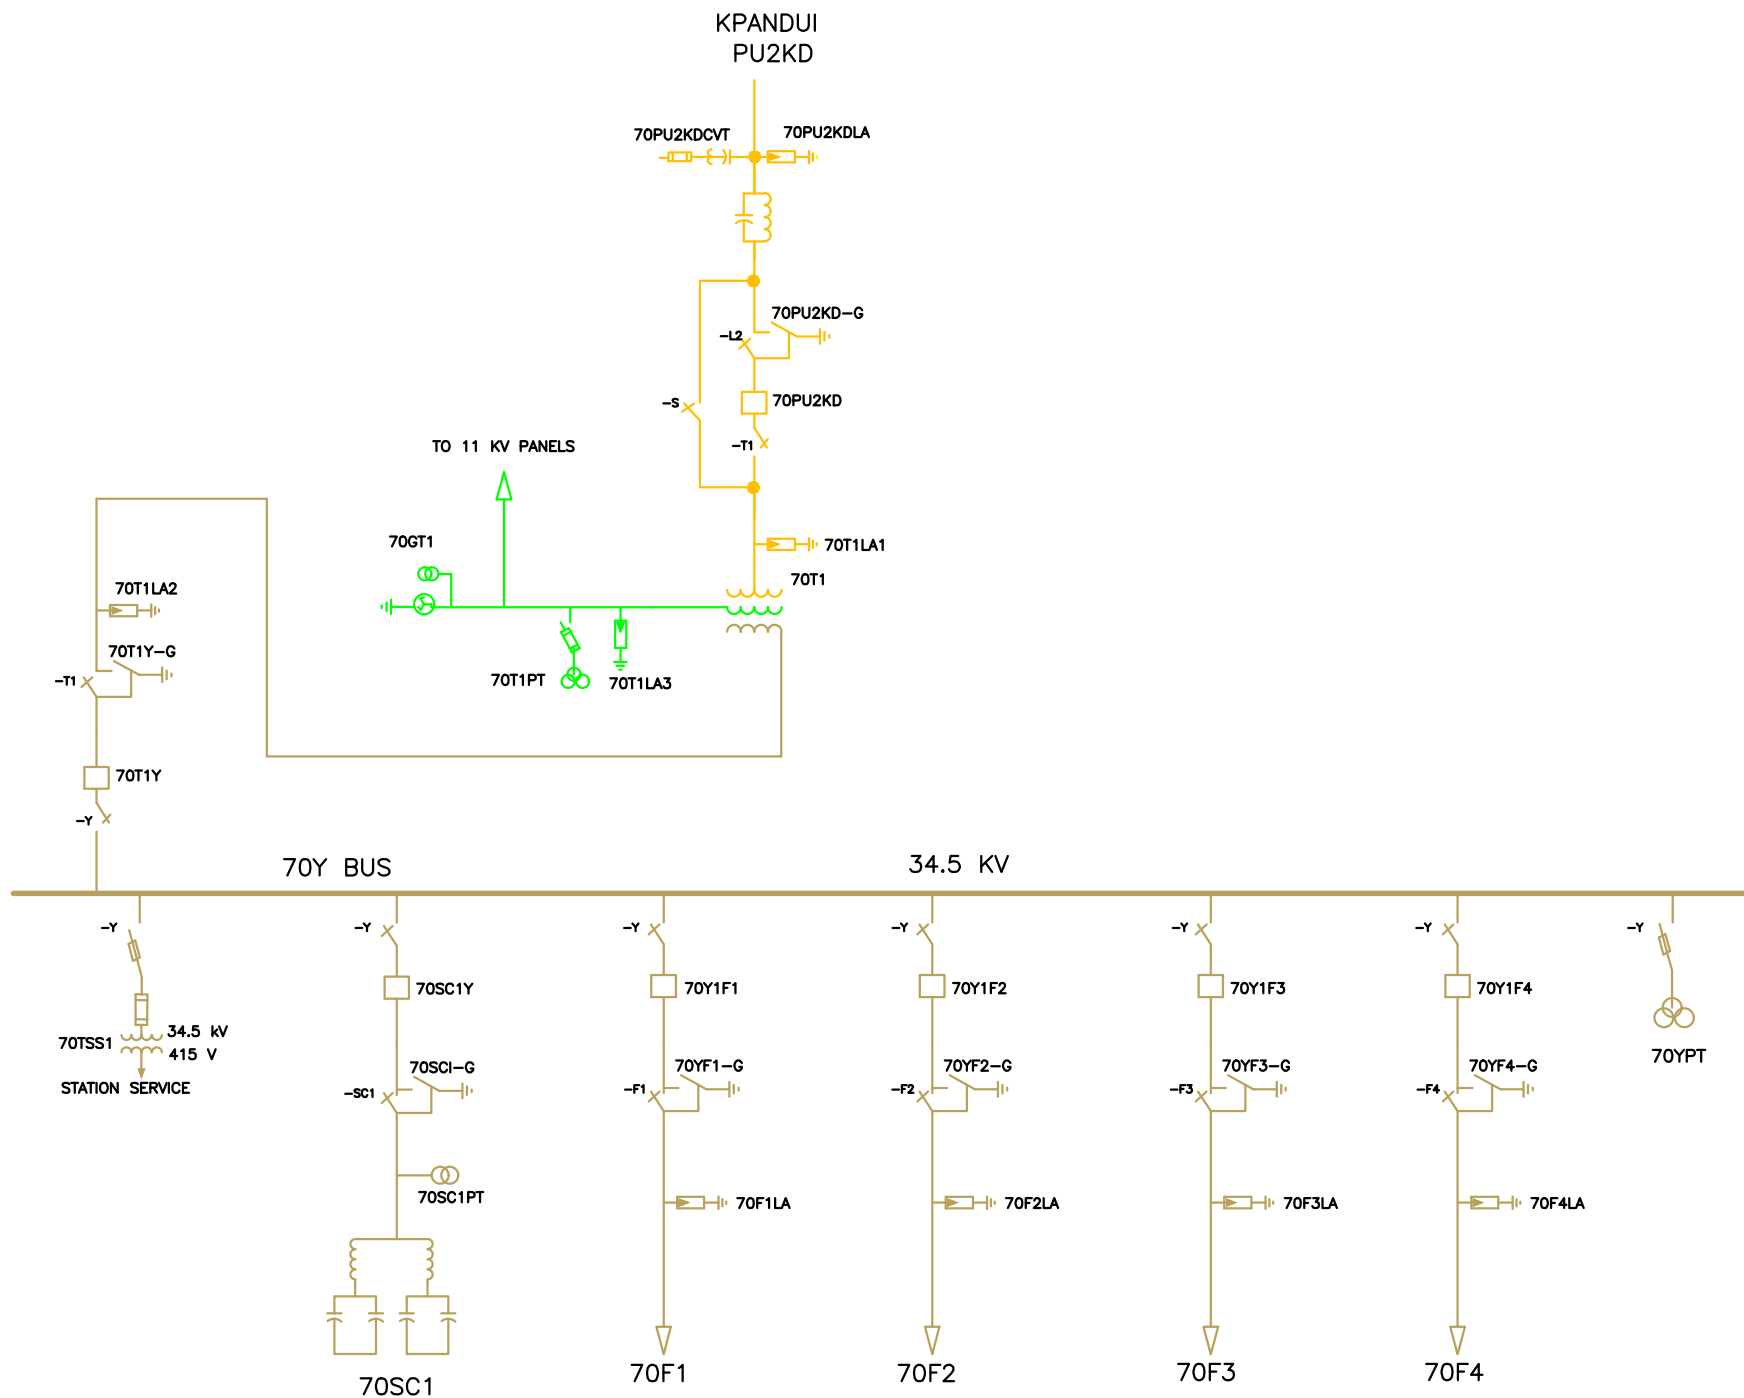 KPANDUI
PU2KD
70PU2KDCVT
70PU2KDLA
70PU2KD-G
-L2
70PU2KD
-S
-T1
TO 11 KV PANELS
70GT1
70T1LA1
70T1
70T1LA2
70T1Y-G
-T1
70T1PT
70T1LA3
70T1Y
-Y
70Y BUS
34.5 KV
-Y
-Y
-Y
-Y
-Y
-Y
-Y
70SC1Y
70Y1F1
70Y1F2
70Y1F3
70Y1F4
34.5 kV
70TSS1
415 V
70YPT
STATION SERVICE
70SCI-G
70YF1-G
70YF2-G
70YF3-G
70YF4-G
-SC1
-F1
-F2
-F3
-F4
70SC1PT
70F1LA
70F2LA
70F3LA
70F4LA
70SC1
70F1
70F2
70F3
70F4